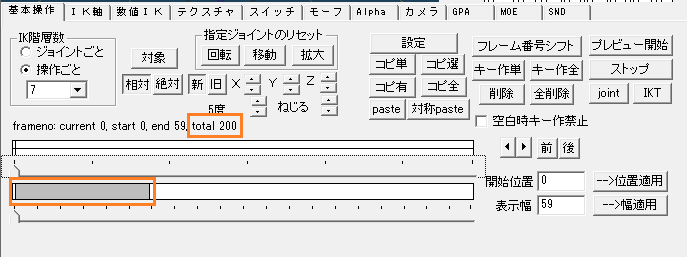 基本操作 IK軸 数値IK テクスチャ スイッチ モーフ Alpha カメラ GPA MOE SND
IK階層数
ジョイントごと
操作ごと
7
対象
相対 絶対
指定ジョイントのリセット
回転 移動 拡大
新 旧 X Y Z
5度 ねじる
設定
コピ単 コピ選
コピ有 コピ全
paste 対称paste
フレーム番号シフト プレビュー開始
キー作単 キー作全 ストップ
削除 全削除 joint IKT
空白時キー作禁止
前 後
frameno: current 0, start 0, end 59, total 200
開始位置 0 -->位置適用
表示幅 59 -->幅適用